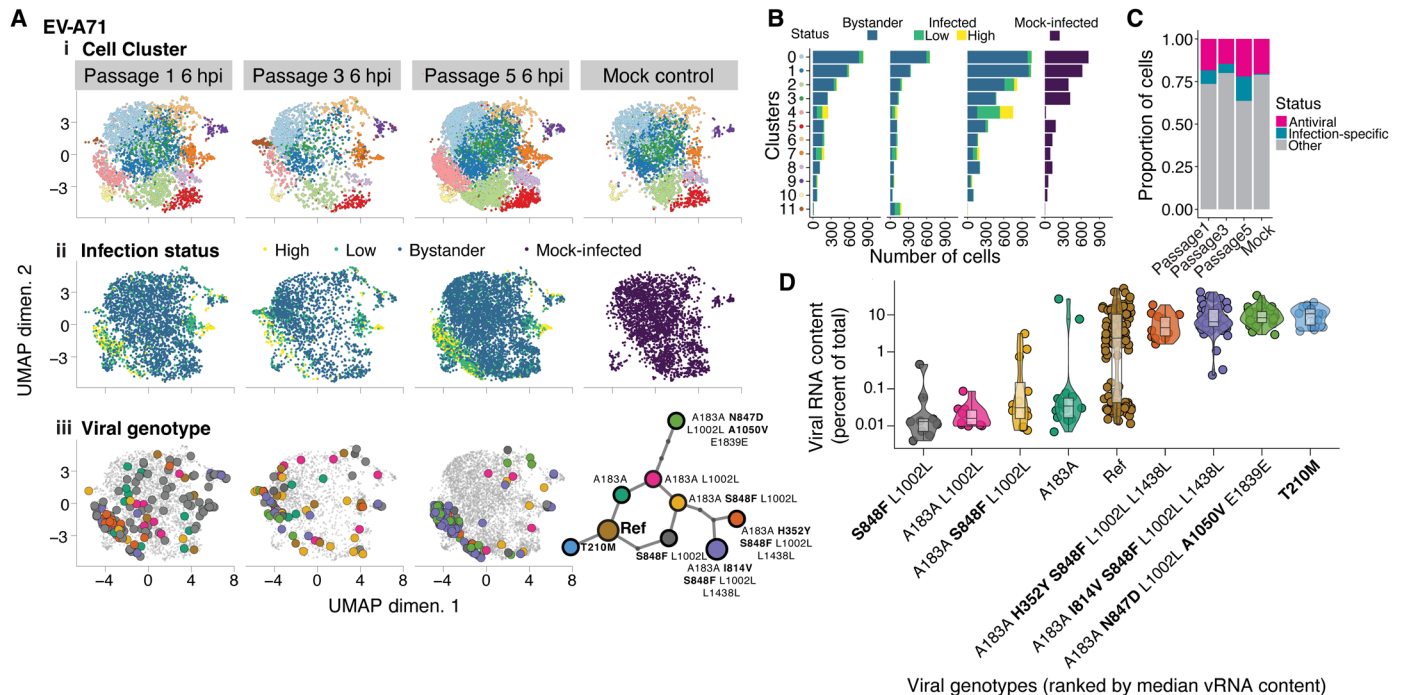 A
EV-A71
i Cell Cluster
Passage 1 6 hpi
Passage 3 6 hpi
Passage 5 6 hpi
Mock control
3
0
−3
ii Infection status
High
Low
Bystander
Mock-infected
3
0
−3
UMAP dimen. 2
iii Viral genotype
3
0
−3
−4 0 4 8
−4 0 4 8
−4 0 4 8
UMAP dimen. 1
A183A N847D
L1002L A1050V
E1839E
A183A
A183A L1002L
A183A S848F L1002L
Ref
T210M
S848F L1002L
A183A H352Y
S848F L1002L
L1438L
A183A I814V
S848F L1002L
L1438L
B
Bystander Infected Mock-infected
Status Low High
0
1
2
3
4
5
6
7
8
9
10
11
Clusters
0 300 600 900
0 300 600 900
0 300 600 900
0 300 600 900
Number of cells
C
1.00
0.75
0.50
0.25
0.00
Proportion of cells
Passage1
Passage3
Passage5
Mock
Status
Antiviral
Infection-specific
Other
D
10
1
0.1
0.01
Viral RNA content
(percent of total)
S848F L1002L
A183A L1002L
A183A S848F L1002L
A183A
Ref
A183A H352Y S848F L1002L L1438L
A183A I814V S848F L1002L L1438L
A183A N847D L1002L A1050V E1839E
T210M
Viral genotypes (ranked by median vRNA content)